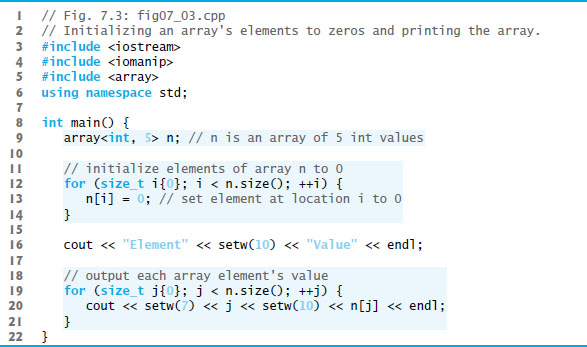 1 // Fig. 7.3: fig07_03.cpp
2 // Initializing an array's elements to zeros and printing the array.
3 #include <iostream>
4 #include <iomanip>
5 #include <array>
6 using namespace std;
7
8 int main() {
9 array<int, 5> n; // n is an array of 5 int values
10
11 // initialize elements of array n to 0
12 for (size_t i{0}; i < n.size(); ++i) {
13 n[i] = 0; // set element at location i to 0
14 }
15
16 cout << "Element" << setw(10) << "Value" << endl;
17
18 // output each array element's value
19 for (size_t j{0}; j < n.size(); ++j) {
20 cout << setw(7) << j << setw(10) << n[j] << endl;
21 }
22 }